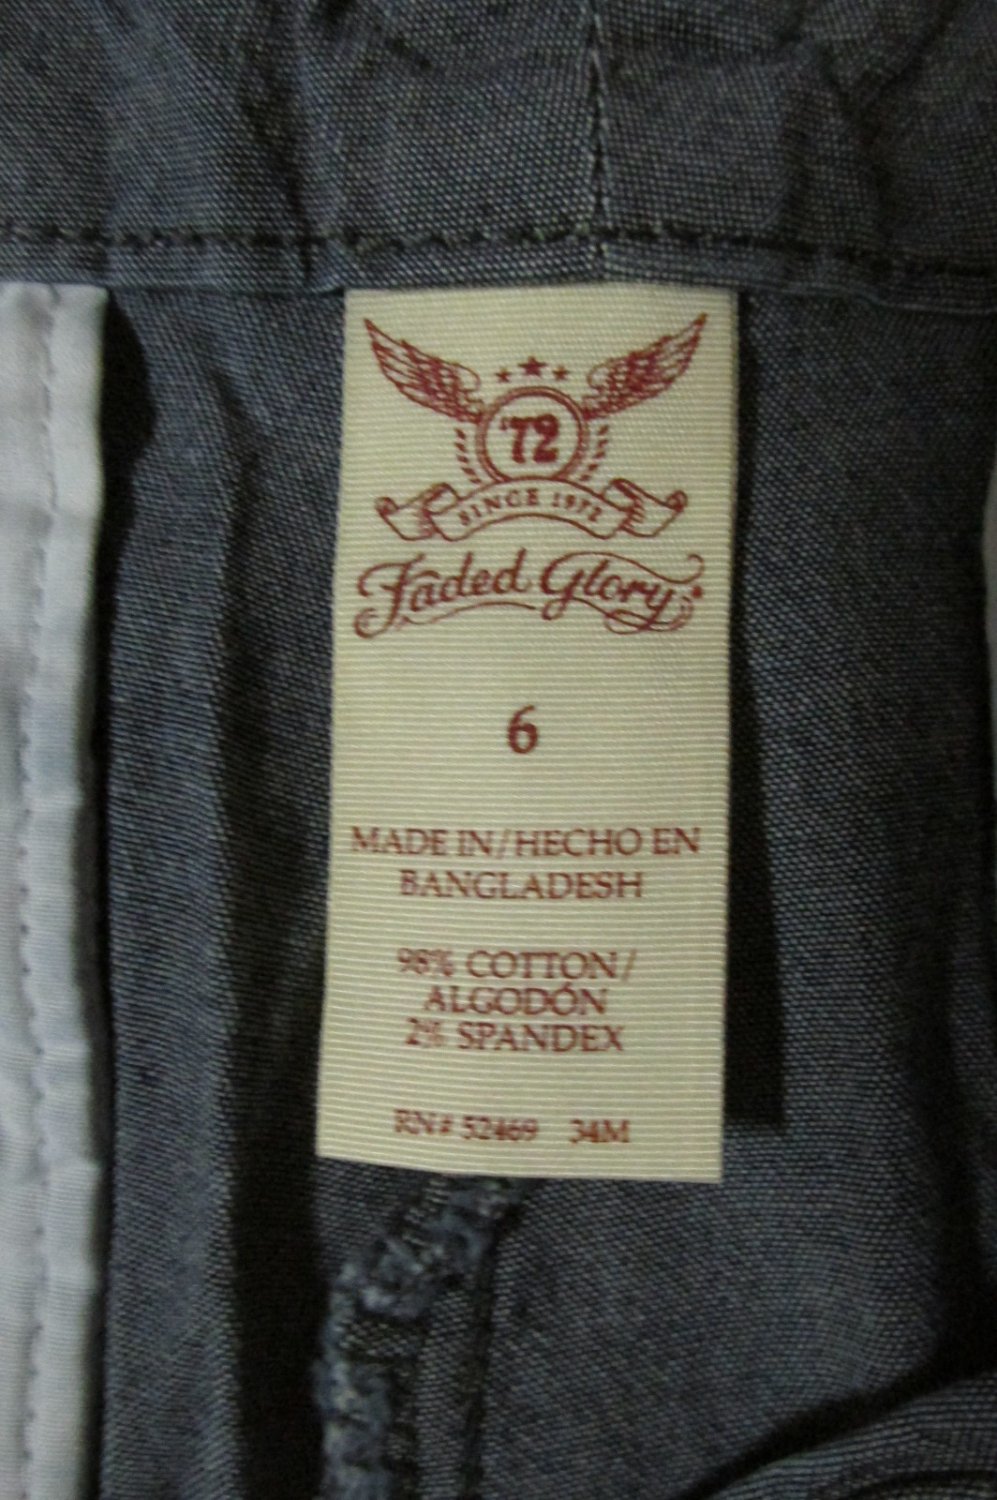 '72
SINCE 1972
Faded Glory
6
MADE IN/HECHO EN
BANGLADESH
98% COTTON/
ALGODÓN
2% SPANDEX
RN# 52469 34M